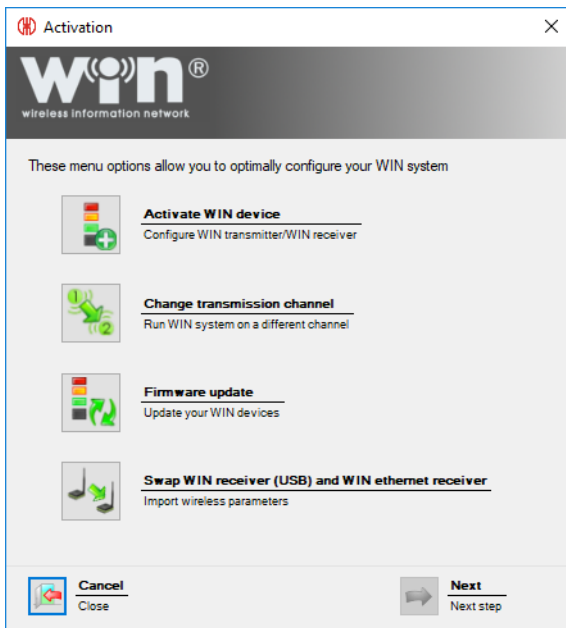 Activation
WIN®
wireless information network
These menu options allow you to optimally configure your WIN system
Activate WIN device
Configure WIN transmitter/WIN receiver
1
2
Change transmission channel
Run WIN system on a different channel
Firmware update
Update your WIN devices
Swap WIN receiver (USB) and WIN ethernet receiver
Import wireless parameters
Cancel
Close
Next
Next step